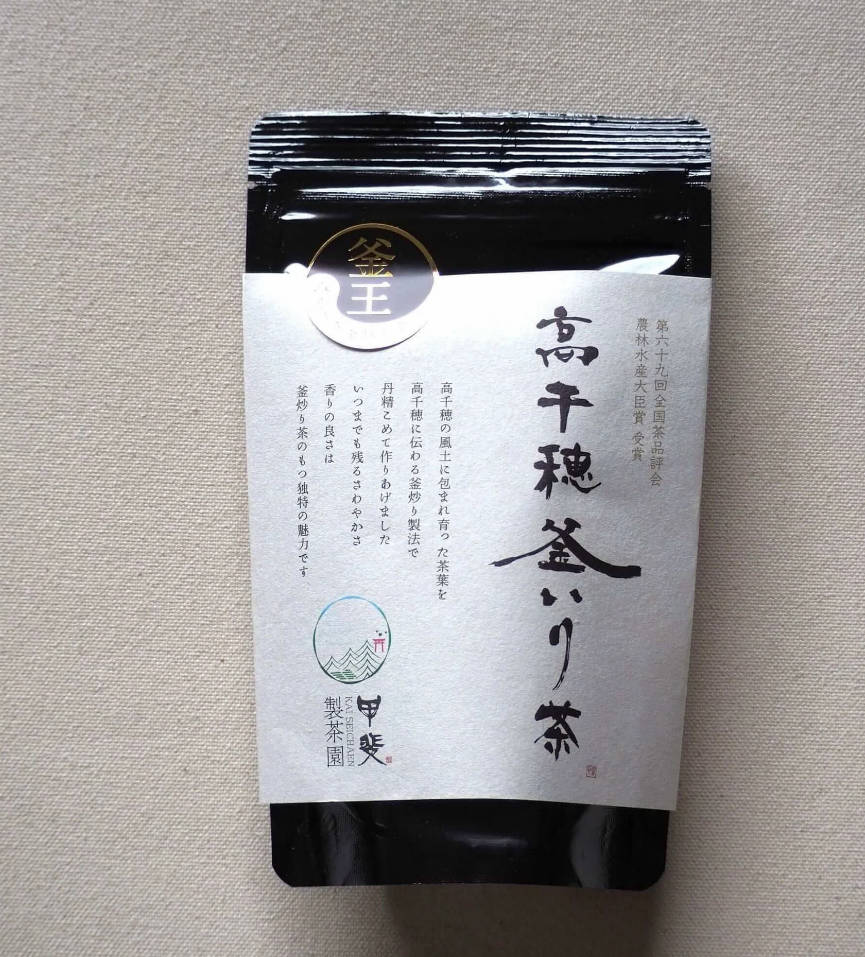 第六十九回全国茶品評会
農林水産大臣賞 受賞
高千穂釜いり茶
釜王
高千穂の風土に包まれ育った茶葉を
高千穂に伝わる釜炒り製法で
丹精こめて作りあげました
いつまでも残るさわやかさ
香りの良さは
釜炒り茶のもつ独特の魅力です
甲斐
KAI SEICHAEN
製茶園